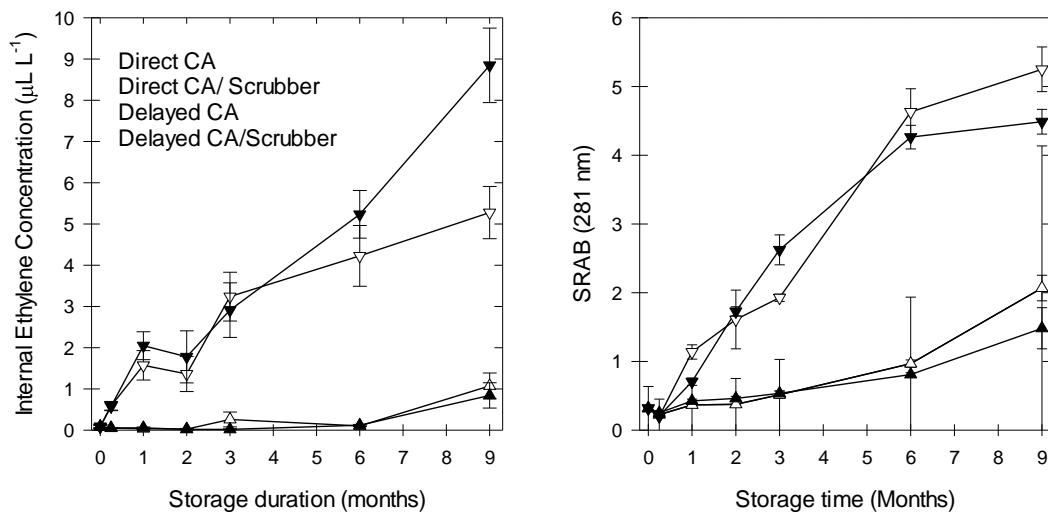 10
9
8
7
6
5
4
3
2
1
0
Internal Ethylene Concentration (µL L⁻¹)
Direct CA
Direct CA/ Scrubber
Delayed CA
Delayed CA/Scrubber
0 1 2 3 4 5 6 7 8 9
Storage duration (months)
6
5
4
3
2
1
0
SRAB (281 nm)
0 1 2 3 4 5 6 7 8 9
Storage time (Months)